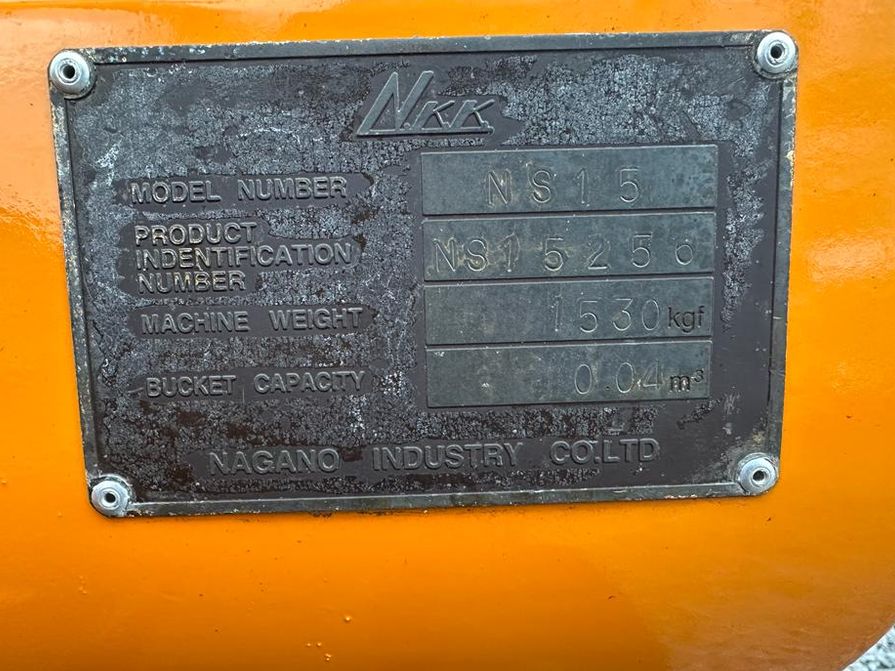 NKK
MODEL NUMBER NS15
PRODUCT
INDENTIFICATION
NUMBER
NS15256
MACHINE WEIGHT 1530kgf
BUCKET CAPACITY 0.04m³
NAGANO INDUSTRY CO.LTD